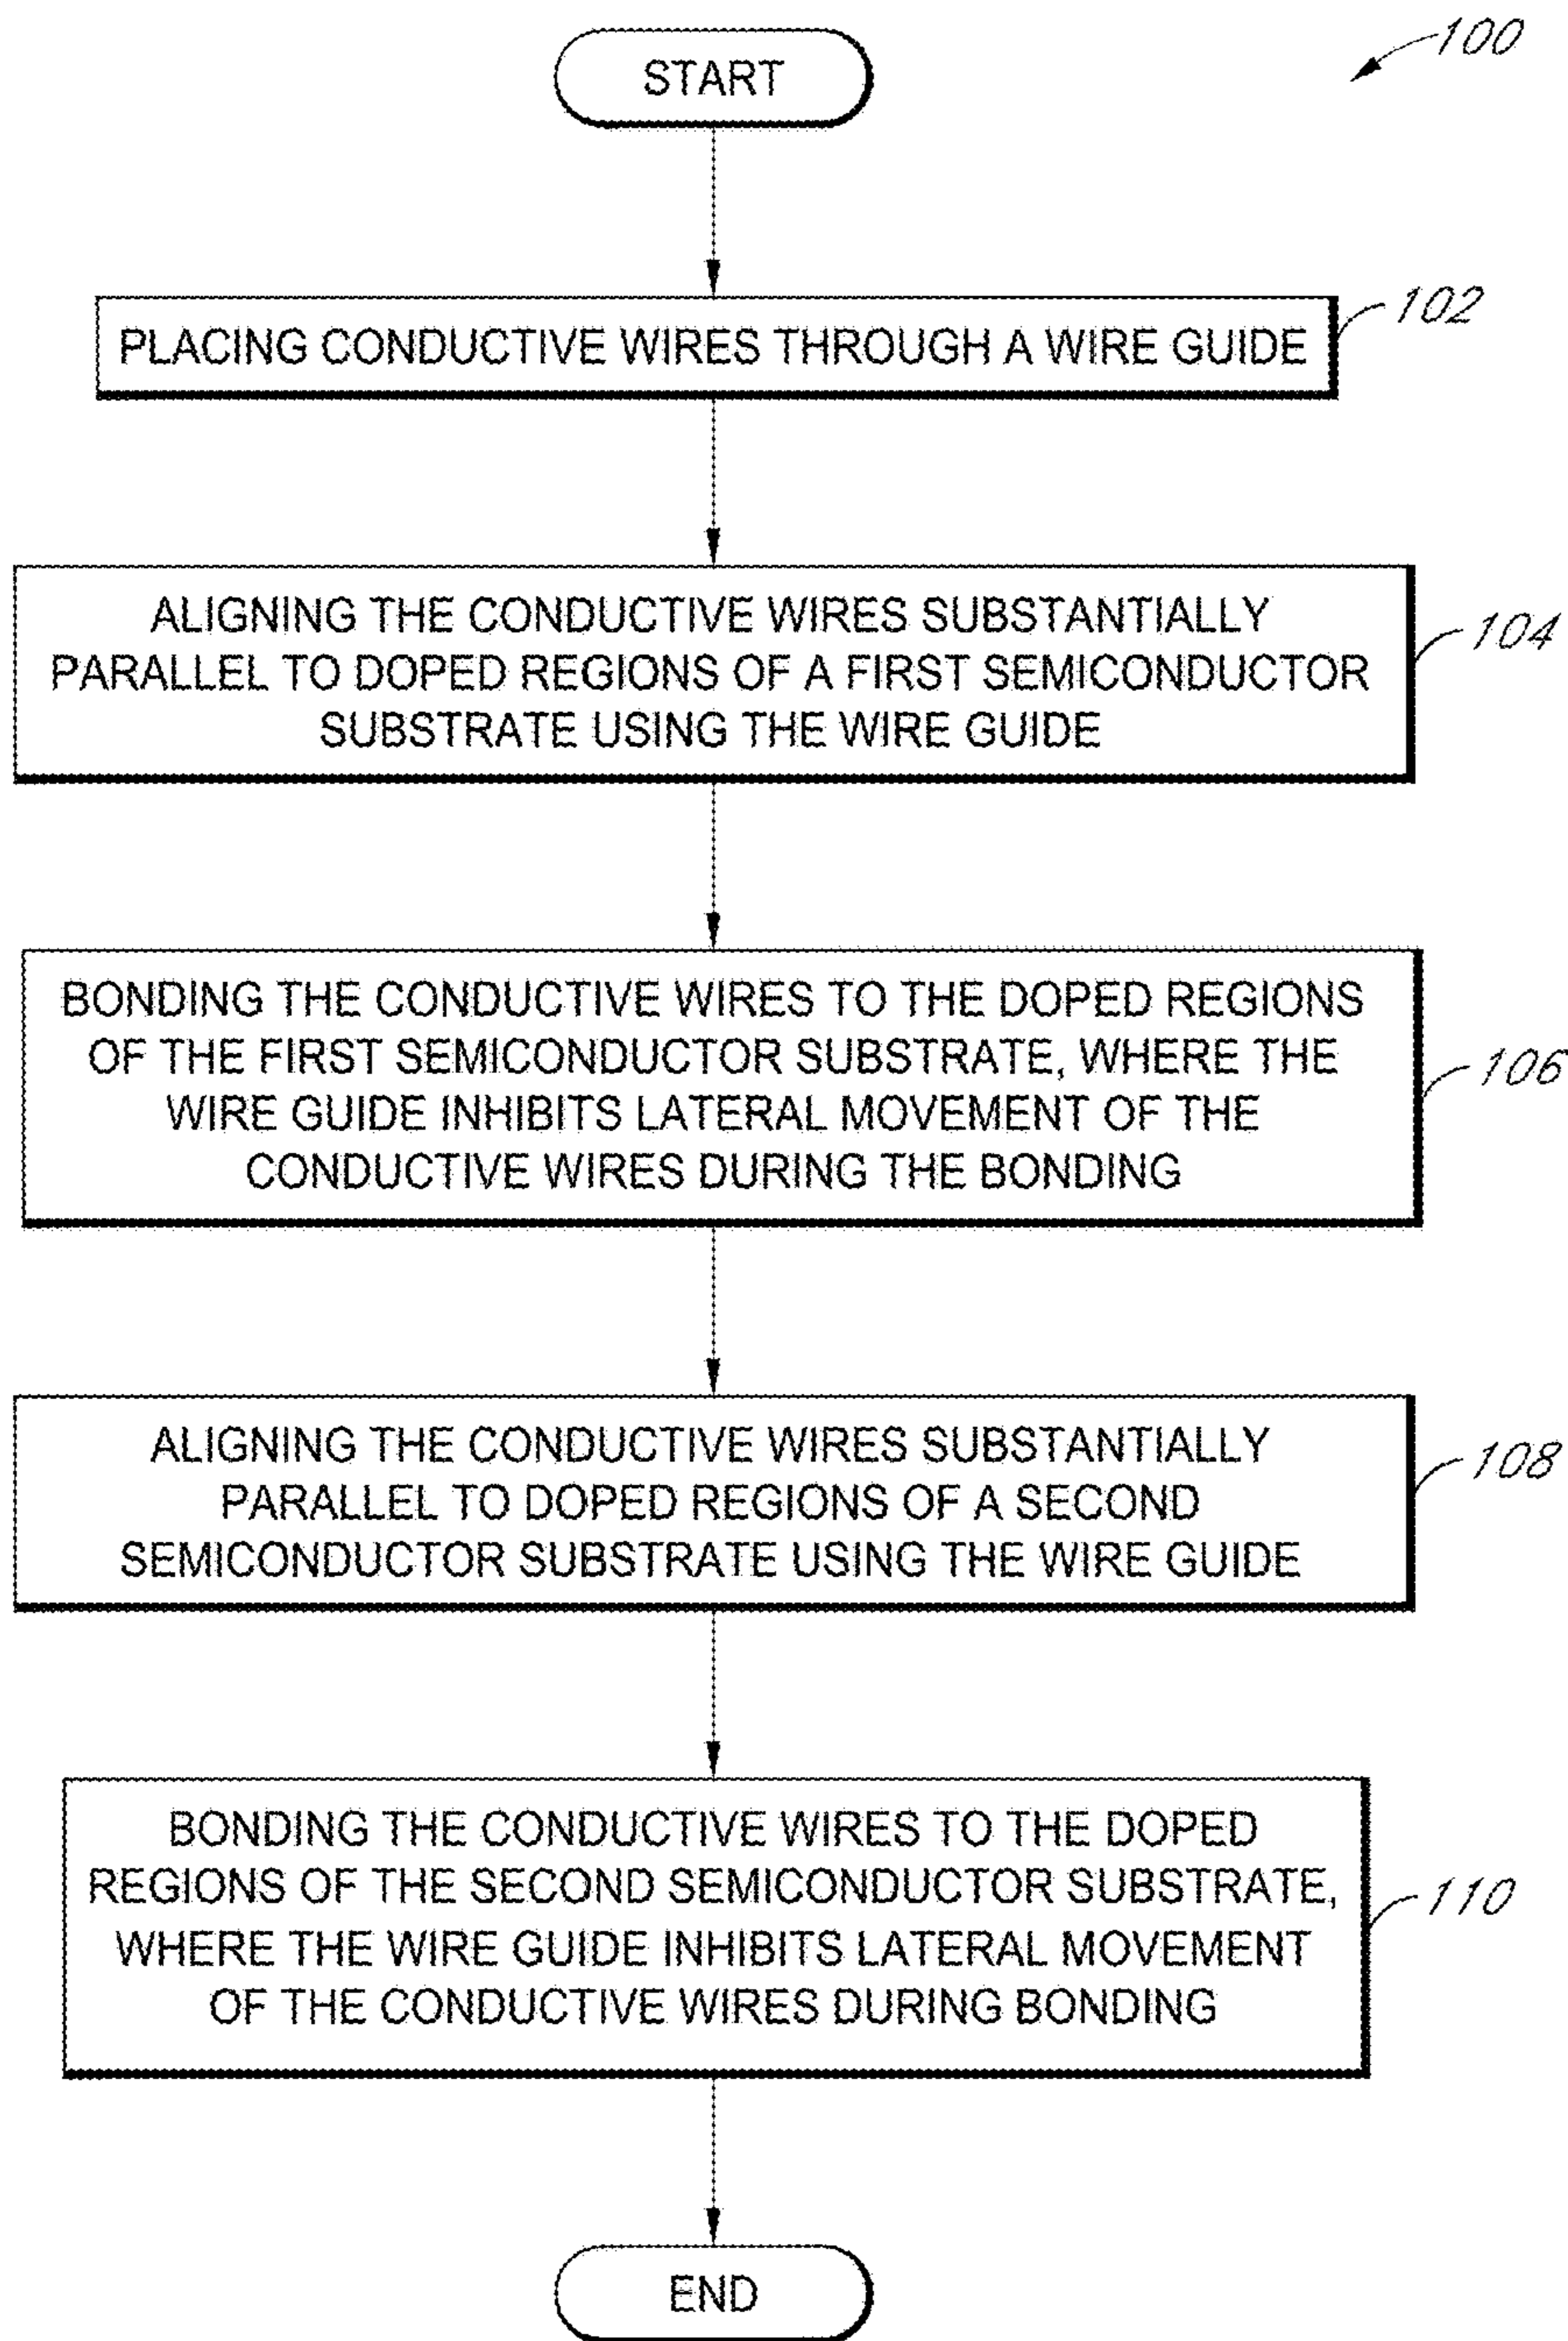 START
100
PLACING CONDUCTIVE WIRES THROUGH A WIRE GUIDE
102
ALIGNING THE CONDUCTIVE WIRES SUBSTANTIALLY
PARALLEL TO DOPED REGIONS OF A FIRST SEMICONDUCTOR
SUBSTRATE USING THE WIRE GUIDE
104
BONDING THE CONDUCTIVE WIRES TO THE DOPED REGIONS
OF THE FIRST SEMICONDUCTOR SUBSTRATE, WHERE THE
WIRE GUIDE INHIBITS LATERAL MOVEMENT OF THE
CONDUCTIVE WIRES DURING THE BONDING
106
ALIGNING THE CONDUCTIVE WIRES SUBSTANTIALLY
PARALLEL TO DOPED REGIONS OF A SECOND
SEMICONDUCTOR SUBSTRATE USING THE WIRE GUIDE
108
BONDING THE CONDUCTIVE WIRES TO THE DOPED
REGIONS OF THE SECOND SEMICONDUCTOR SUBSTRATE,
WHERE THE WIRE GUIDE INHIBITS LATERAL MOVEMENT
OF THE CONDUCTIVE WIRES DURING BONDING
110
END